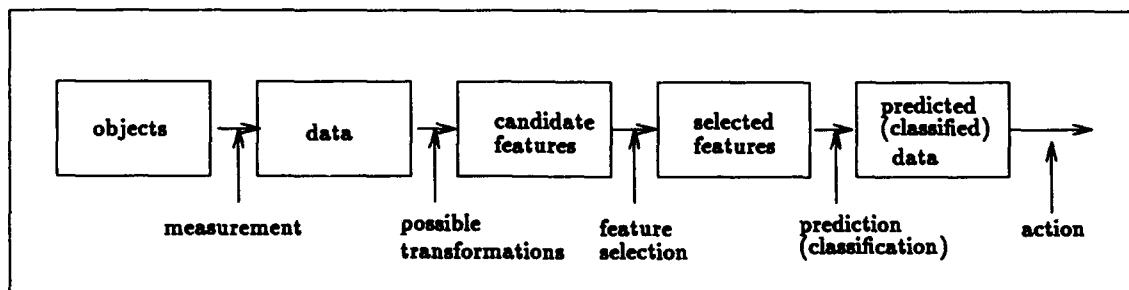 objects
data
candidate
features
selected
features
predicted
(classified)
data
measurement
possible
transformations
feature
selection
prediction
(classification)
action